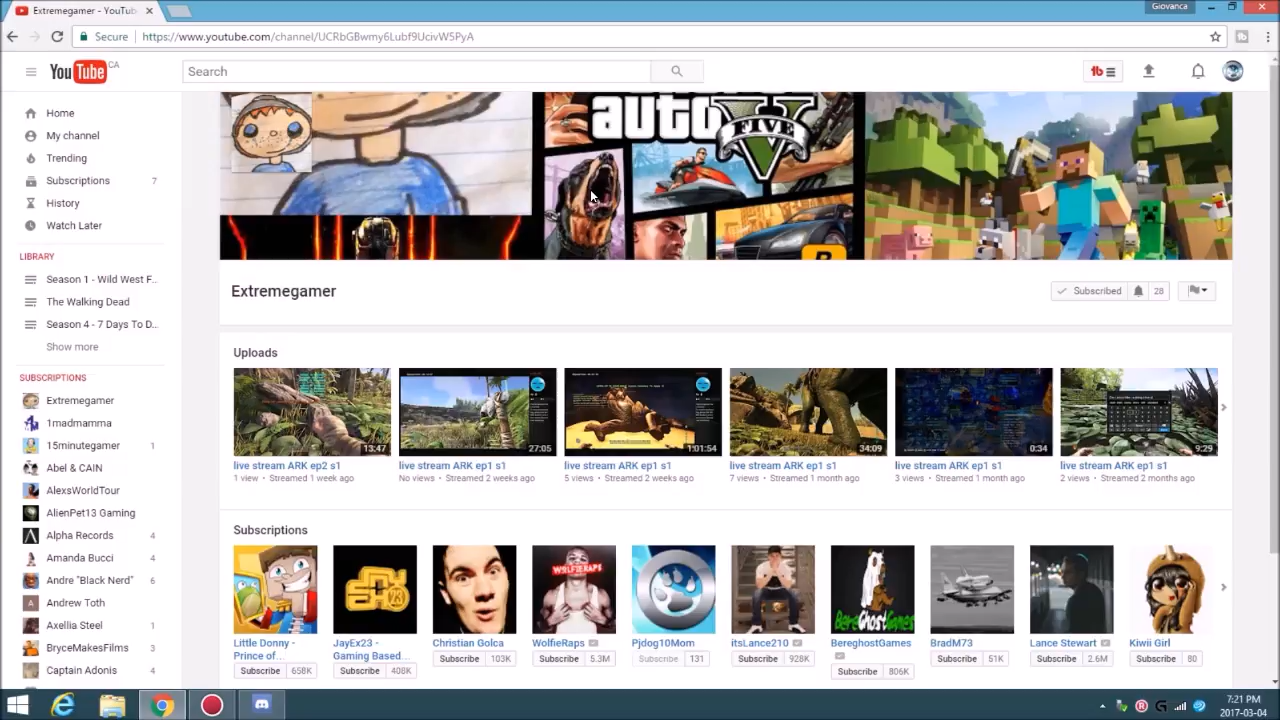 Extremegamer - YouTub
Giovanca
Secure
https://www.youtube.com/channel/UCRbGBwmy6Lubf9UcivW5PyA
YouTube CA
Search
Home
My channel
Trending
Subscriptions 7
History
Watch Later
LIBRARY
Season 1 - Wild West F...
The Walking Dead
Season 4 - 7 Days To D...
Show more
SUBSCRIPTIONS
Extremegamer
1madmamma
15minutegamer 1
Abel & CAIN
AlexsWorldTour
AlienPet13 Gaming
Alpha Records 4
Amanda Bucci 4
Andre "Black Nerd" 6
Andrew Toth
Axellia Steel 1
BryceMakesFilms 3
Captain Adonis 4
auto
FIVE
Extremegamer
Subscribed 28
Uploads
13:47 27:05 1:01:54 34:09 0:34 9:29
live stream ARK ep2 s1 live stream ARK ep1 s1 live stream ARK ep1 s1 live stream ARK ep1 s1 live stream ARK ep1 s1 live stream ARK ep1 s1
1 view • Streamed 1 week ago No views • Streamed 2 weeks ago 5 views • Streamed 2 weeks ago 7 views • Streamed 1 month ago 3 views • Streamed 1 month ago 2 views • Streamed 2 months ago
Subscriptions
WOLFIERAPS
BereGhostGames
Little Donny - Prince of...
JayEx23 - Gaming Based...
Christian Golca
WolfieRaps
Pjdog10Mom
itsLance210
BereghostGames
BradM73
Lance Stewart
Kiwii Girl
Subscribe 658K
Subscribe 408K
Subscribe 103K
Subscribe 5.3M
Subscribe 131
Subscribe 928K
Subscribe 806K
Subscribe 51K
Subscribe 2.6M
Subscribe 80
7:21 PM
2017-03-04